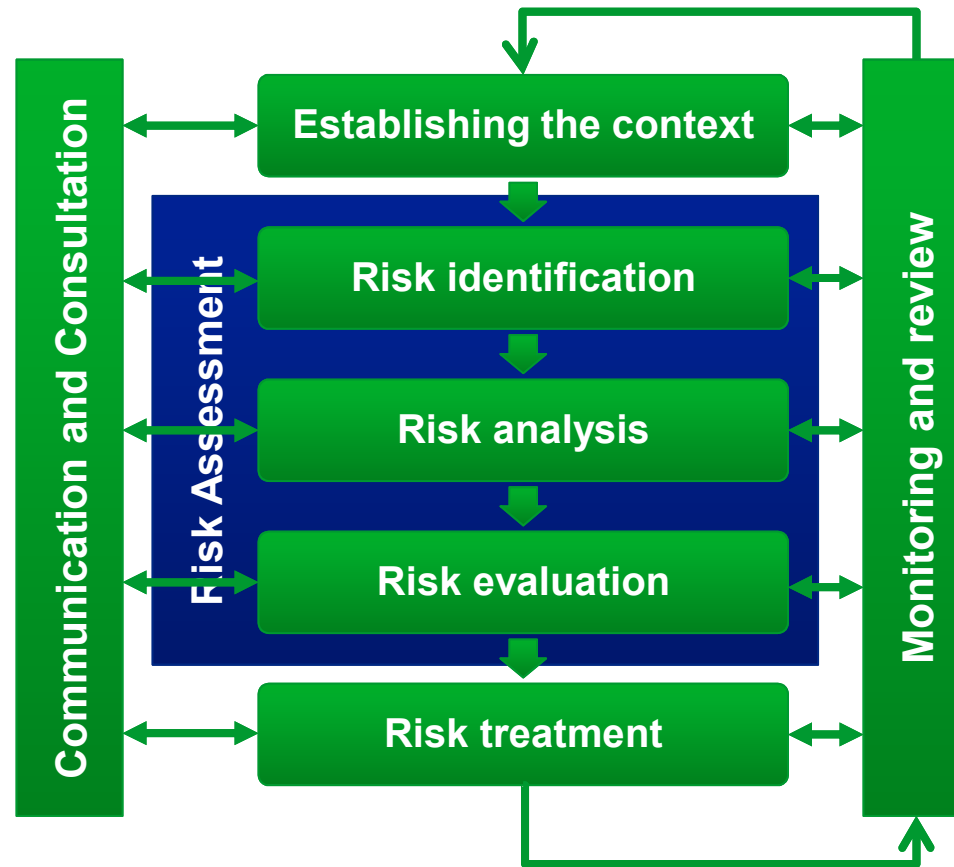 Communication and Consultation
Risk Assessment
Establishing the context
Risk identification
Risk analysis
Risk evaluation
Risk treatment
Monitoring and review